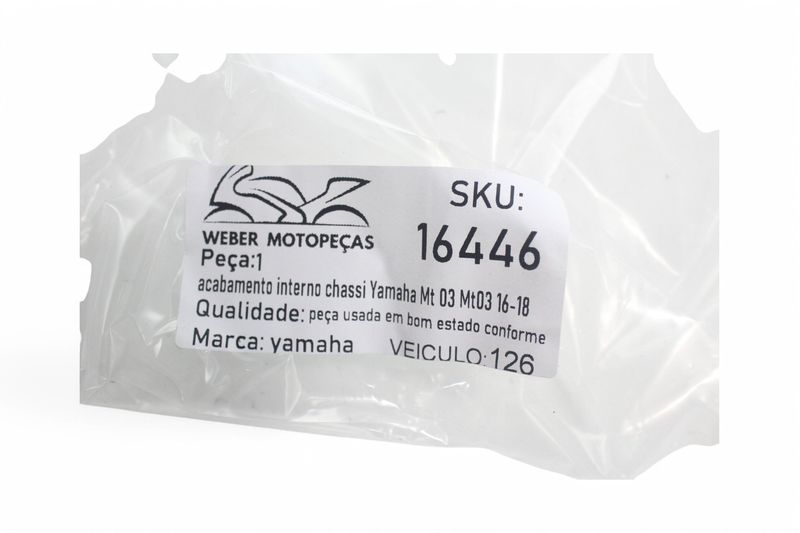 WEBER MOTOPEÇAS
SKU:
16446
Peça:1
acabamento interno chassi Yamaha Mt 03 Mt03 16-18
Qualidade: peça usada em bom estado conforme
Marca: yamaha VEICULO:126